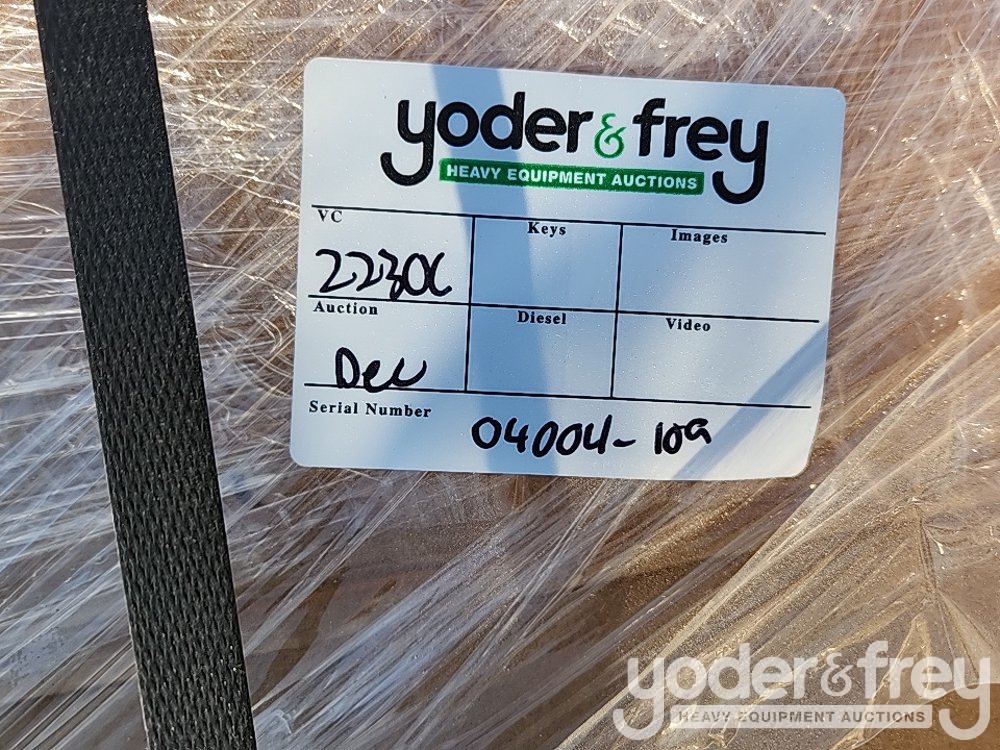 yoder & frey
HEAVY EQUIPMENT AUCTIONS
VC Keys Images
Auction Diesel Video
Dec
Serial Number 04004-109
yoder & frey
HEAVY EQUIPMENT AUCTIONS